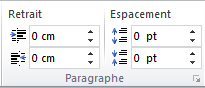 Retrait Espacement
0 cm 0 pt
0 cm 0 pt
Paragraphe